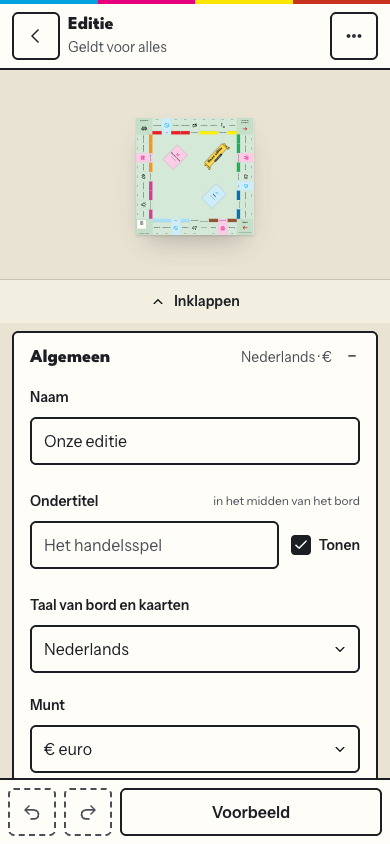 Editie
Geldt voor alles
Inklappen
Algemeen
Nederlands · €
Naam
Onze editie
Ondertitel
in het midden van het bord
Het handelsspel
Tonen
Taal van bord en kaarten
Nederlands
Munt
€ euro
Voorbeeld